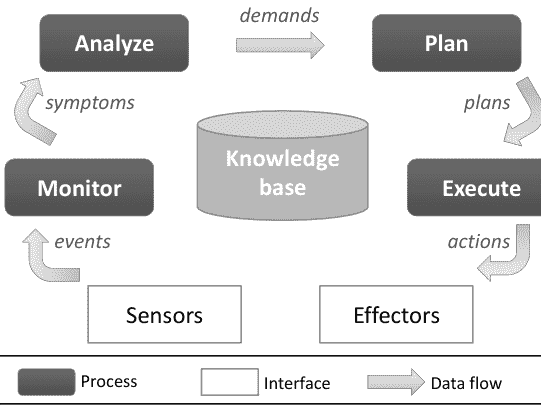 demands
Analyze
Plan
symptoms
plans
Knowledge
base
Monitor
Execute
events
actions
Sensors
Effectors
Process
Interface
Data flow